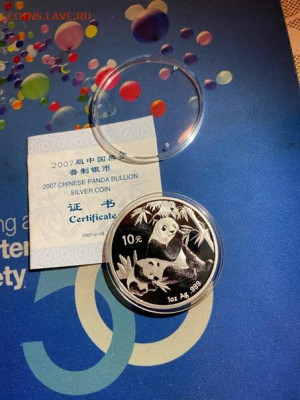 COINS.LAVE.RU
2007版中国熊猫
普制银币
2007 CHINESE PANDA BULLION
SILVER COIN
证 书
Certificate
10元
1oz Ag .999
50